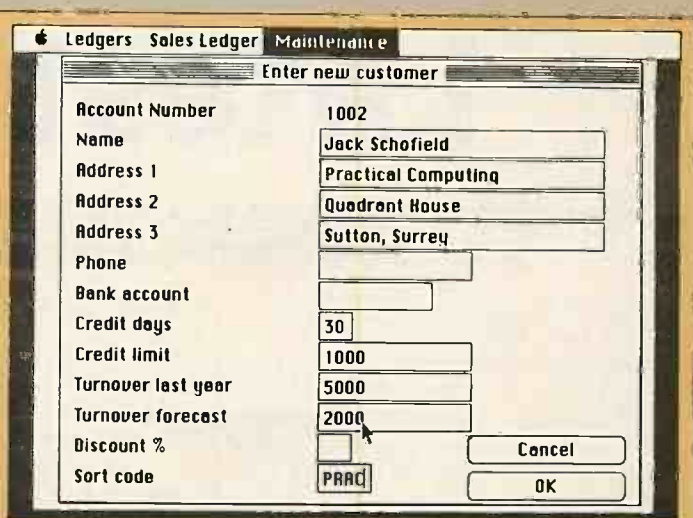 Ledgers Sales Ledger Maintenance
Enter new customer
Account Number 1002
Name Jack Schofield
Address 1 Practical Computing
Address 2 Quadrant House
Address 3 Sutton, Surrey
Phone
Bank account
Credit days 30
Credit limit 1000
Turnover last year 5000
Turnover forecast 2000
Discount % Cancel
Sort code PRAC OK